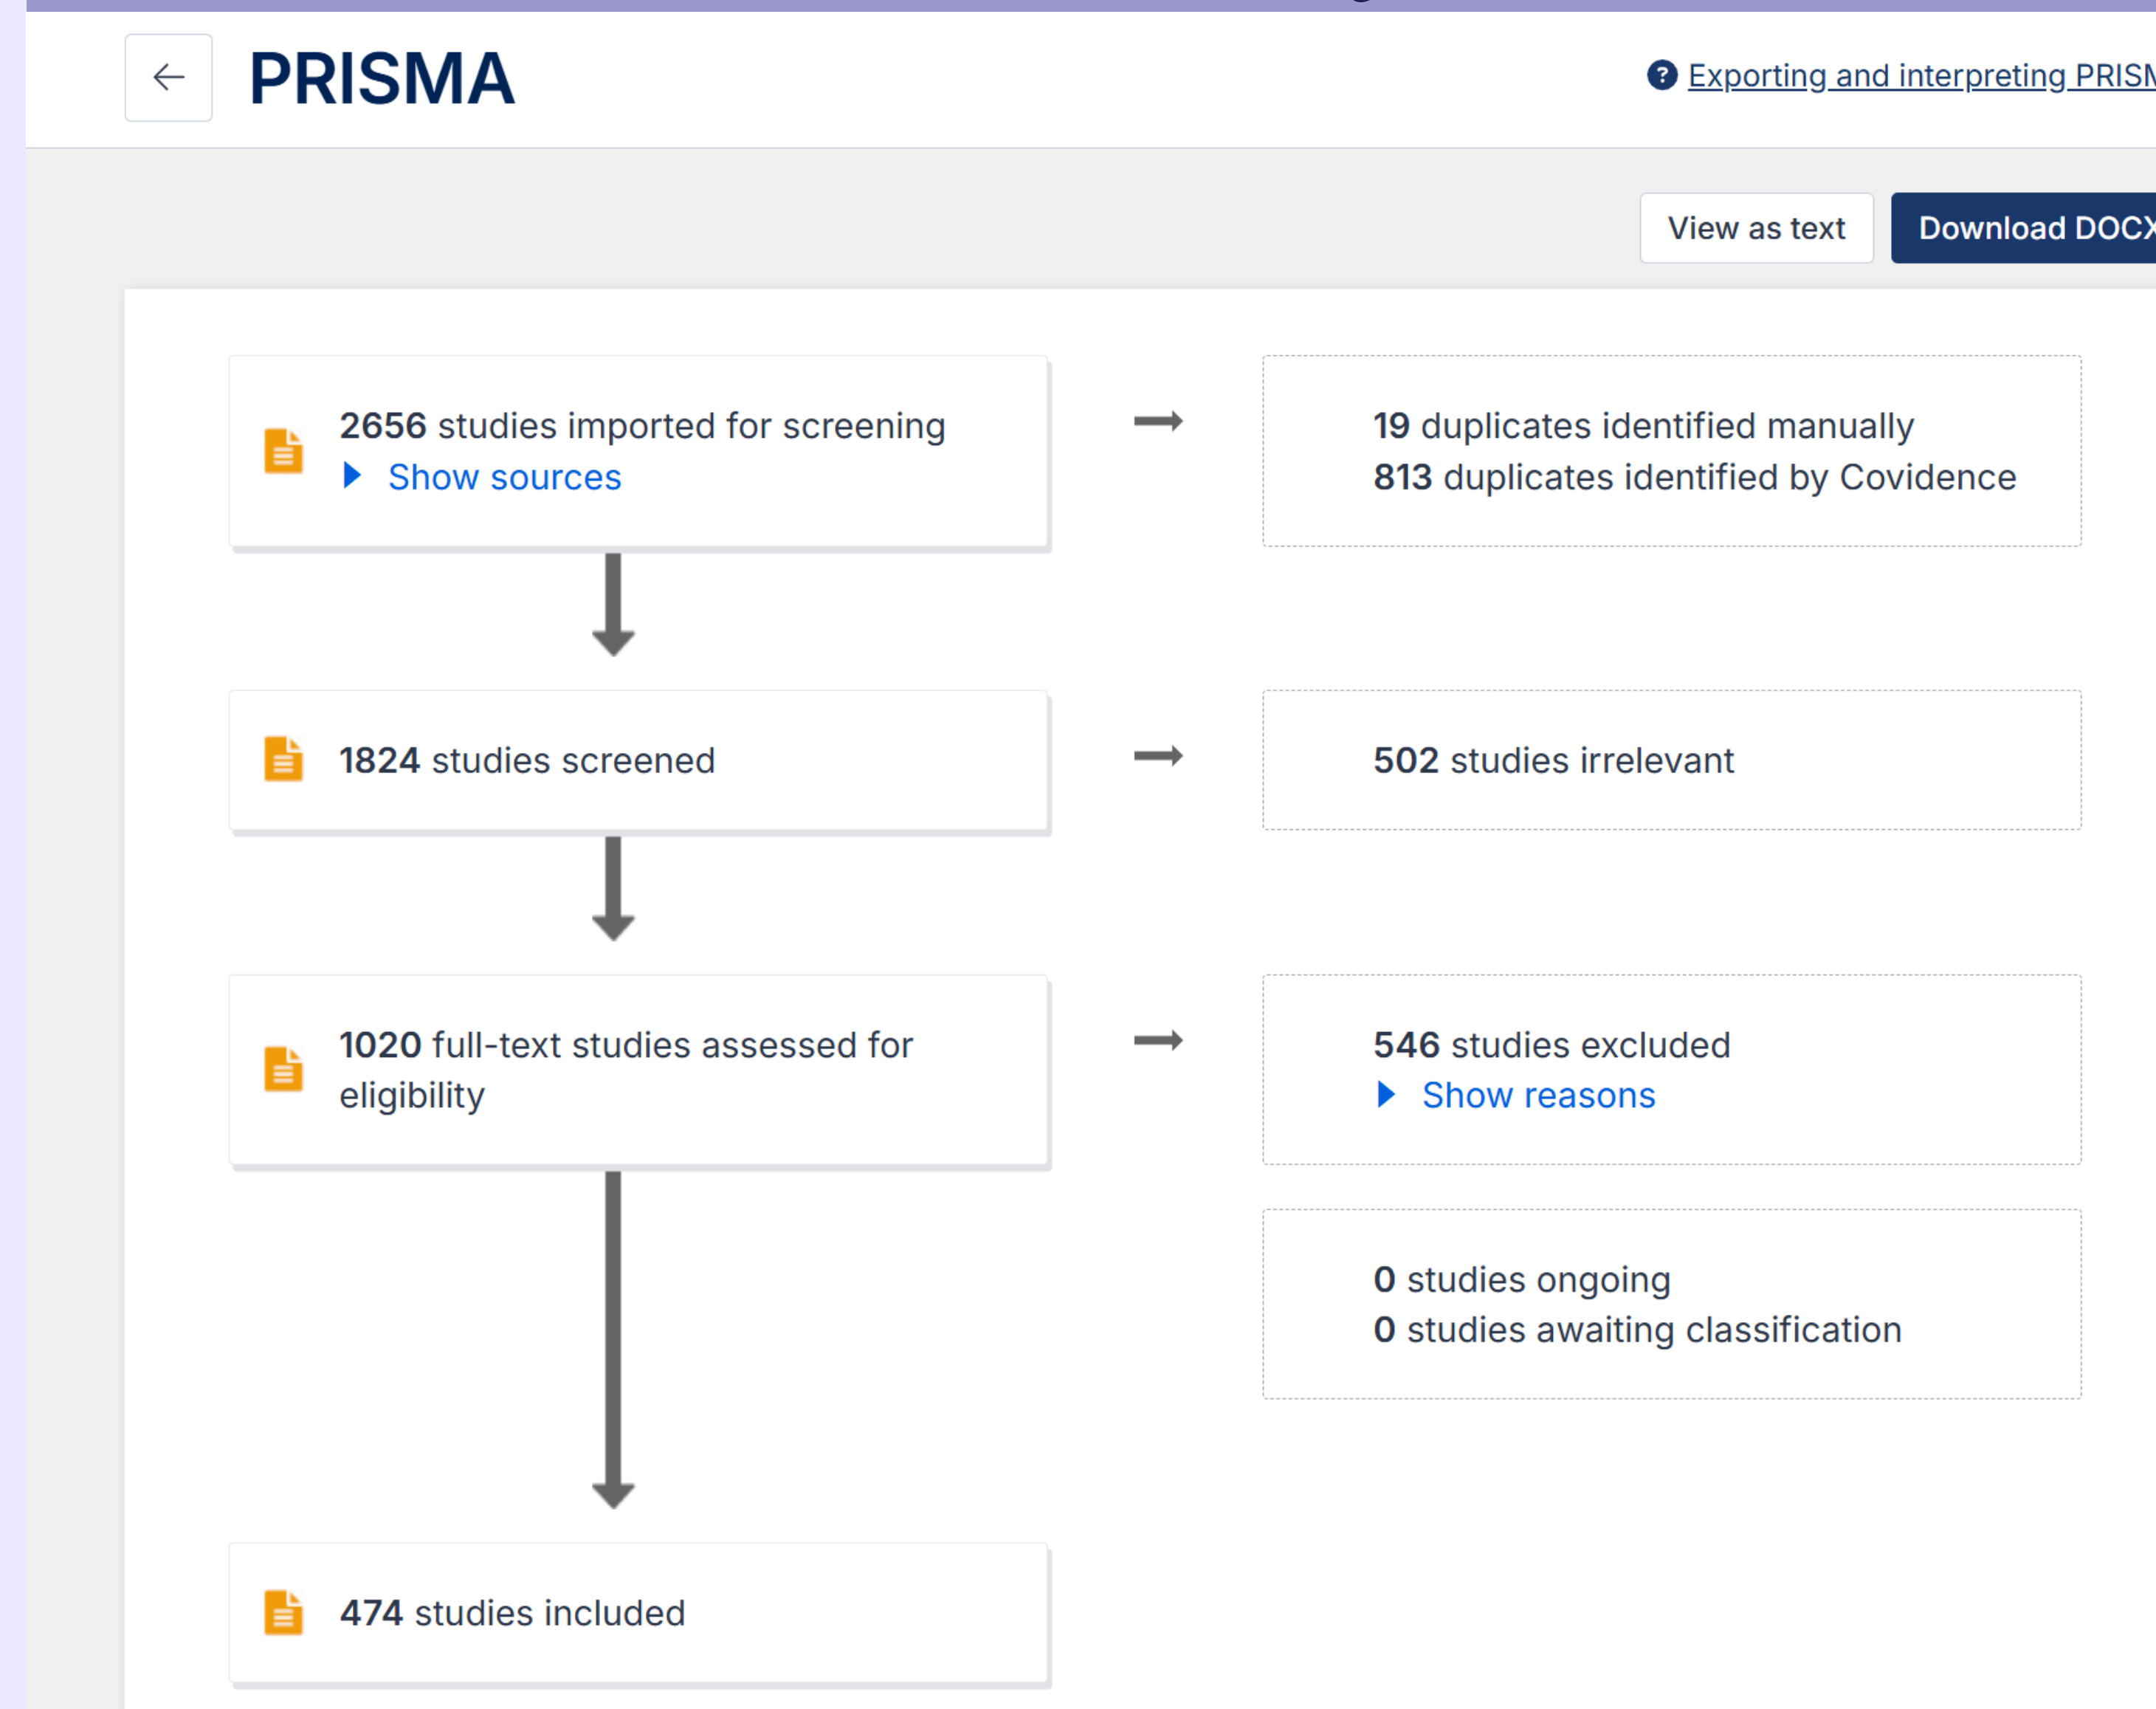 PRISMA
Exporting and interpreting
View as text
Download DOCX
2656 studies imported for screening
Show sources
19 duplicates identified manually
813 duplicates identified by Covidence
1824 studies screened
502 studies irrelevant
1020 full-text studies assessed for
eligibility
546 studies excluded
Show reasons
0 studies ongoing
0 studies awaiting classification
474 studies included